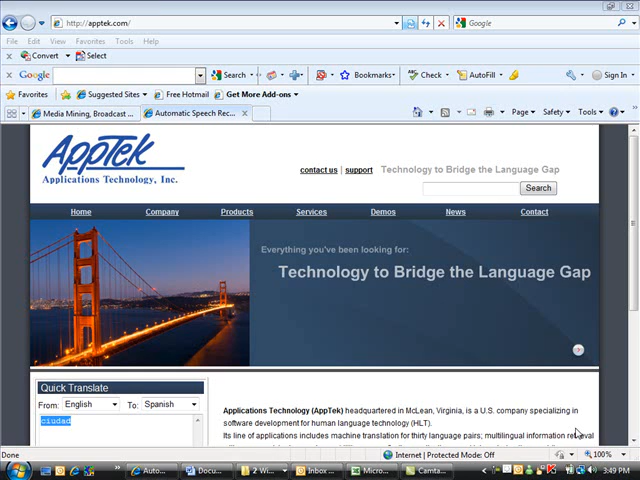 http://apptek.com/
Google
File Edit View Favorites Tools Help
Convert Select
Google Search Bookmarks Check AutoFill Sign In
Favorites Suggested Sites Free Hotmail Get More Add-ons
Media Mining, Broadcast ... Automatic Speech Rec... Page Safety Tools
AppTek
Applications Technology, Inc.
contact us | support Technology to Bridge the Language Gap
Search
Home Company Products Services Demos News Contact
Everything you've been looking for:
Technology to Bridge the Language Gap
Quick Translate
From: English To: Spanish
ciudad
Applications Technology (AppTek) headquartered in McLean, Virginia, is a U.S. company specializing in
software development for human language technology (HLT).
Its line of applications includes machine translation for thirty language pairs; multilingual information retrieval
Done Internet | Protected Mode: Off 100%
Auto... Docu... 2 Wi... Inbox ... Micro... Camta... 3:49 PM